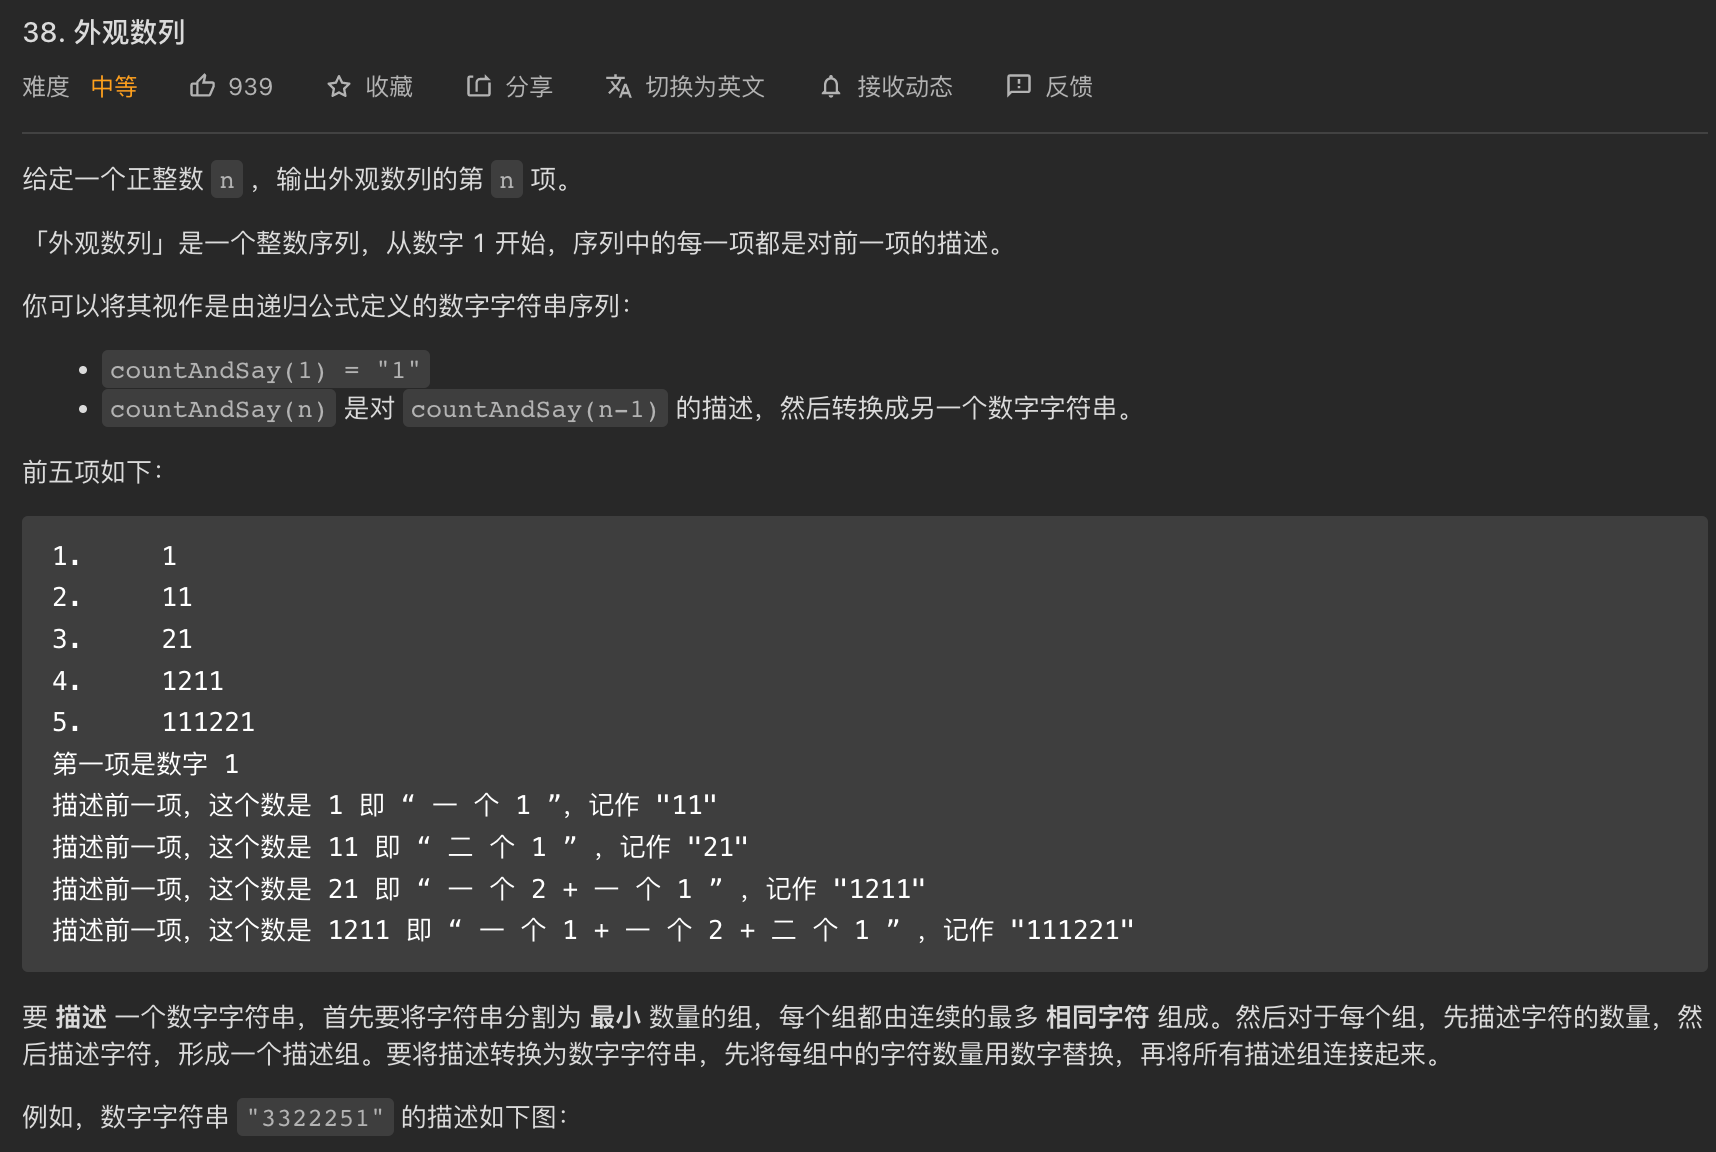 38. 外观数列
难度 中等 939 收藏 分享 切换为英文 接收动态 反馈
给定一个正整数 n ，输出外观数列的第 n 项。
「外观数列」是一个整数序列，从数字 1 开始，序列中的每一项都是对前一项的描述。
你可以将其视作是由递归公式定义的数字字符串序列：
• countAndSay(1) = "1"
• countAndSay(n) 是对 countAndSay(n-1) 的描述，然后转换成另一个数字字符串。
前五项如下：
1. 1
2. 11
3. 21
4. 1211
5. 111221
第一项是数字 1
描述前一项，这个数是 1 即 “ 一 个 1 ”，记作 "11"
描述前一项，这个数是 11 即 “ 二 个 1 ” ，记作 "21"
描述前一项，这个数是 21 即 “ 一 个 2 + 一 个 1 ” ，记作 "1211"
描述前一项，这个数是 1211 即 “ 一 个 1 + 一 个 2 + 二 个 1 ” ，记作 "111221"
要 描述 一个数字字符串，首先要将字符串分割为 最小 数量的组，每个组都由连续的最多 相同字符 组成。然后对于每个组，先描述字符的数量，然
后描述字符，形成一个描述组。要将描述转换为数字字符串，先将每组中的字符数量用数字替换，再将所有描述组连接起来。
例如，数字字符串 "3322251" 的描述如下图：